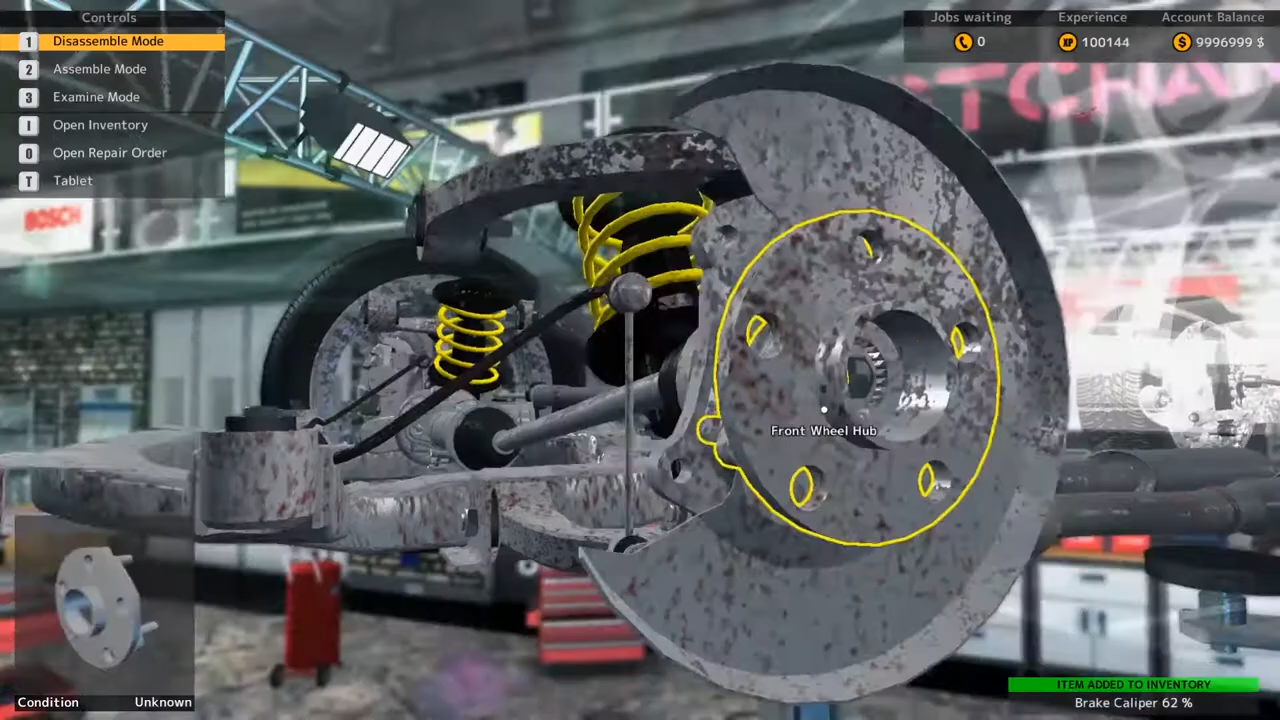 Controls
1 Disassemble Mode
2 Assemble Mode
3 Examine Mode
I Open Inventory
O Open Repair Order
T Tablet
Jobs waiting
0
Experience
XP 100144
Account Balance
$ 9996999 $
BOSCH
Front Wheel Hub
Condition Unknown
ITEM ADDED TO INVENTORY
Brake Caliper 62 %